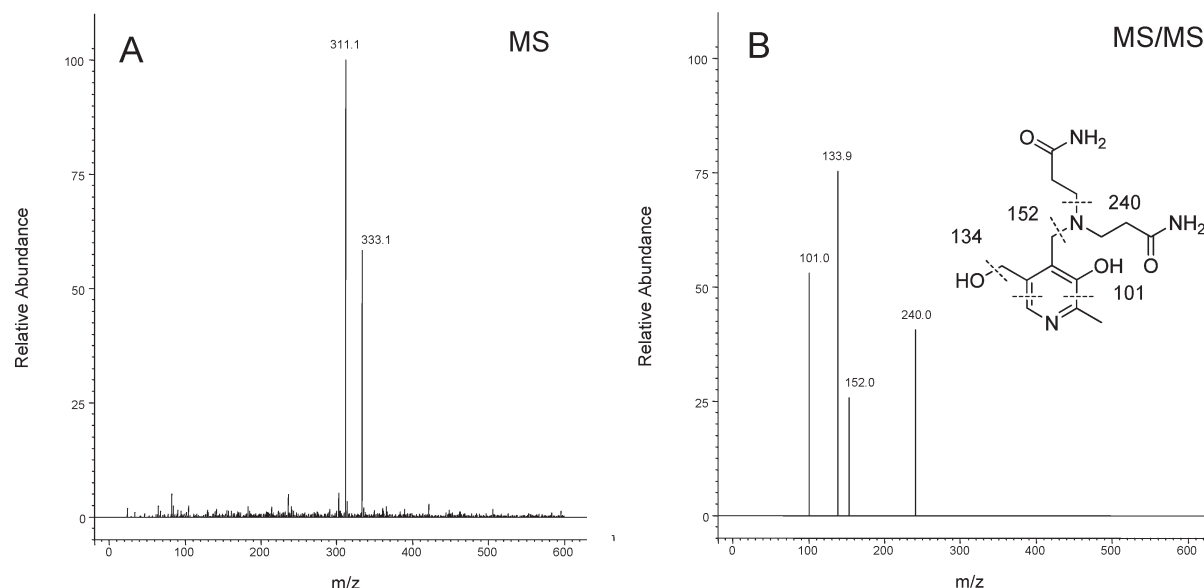 A
MS
311.1
333.1
100
75
50
25
0
Relative Abundance
0 100 200 300 400 500 600
m/z
B
MS/MS
133.9
101.0
152.0
240.0
100
75
50
25
0
Relative Abundance
0 100 200 300 400 500 600
m/z
O NH2
240
152
N NH2
134
O
OH
HO
101
N